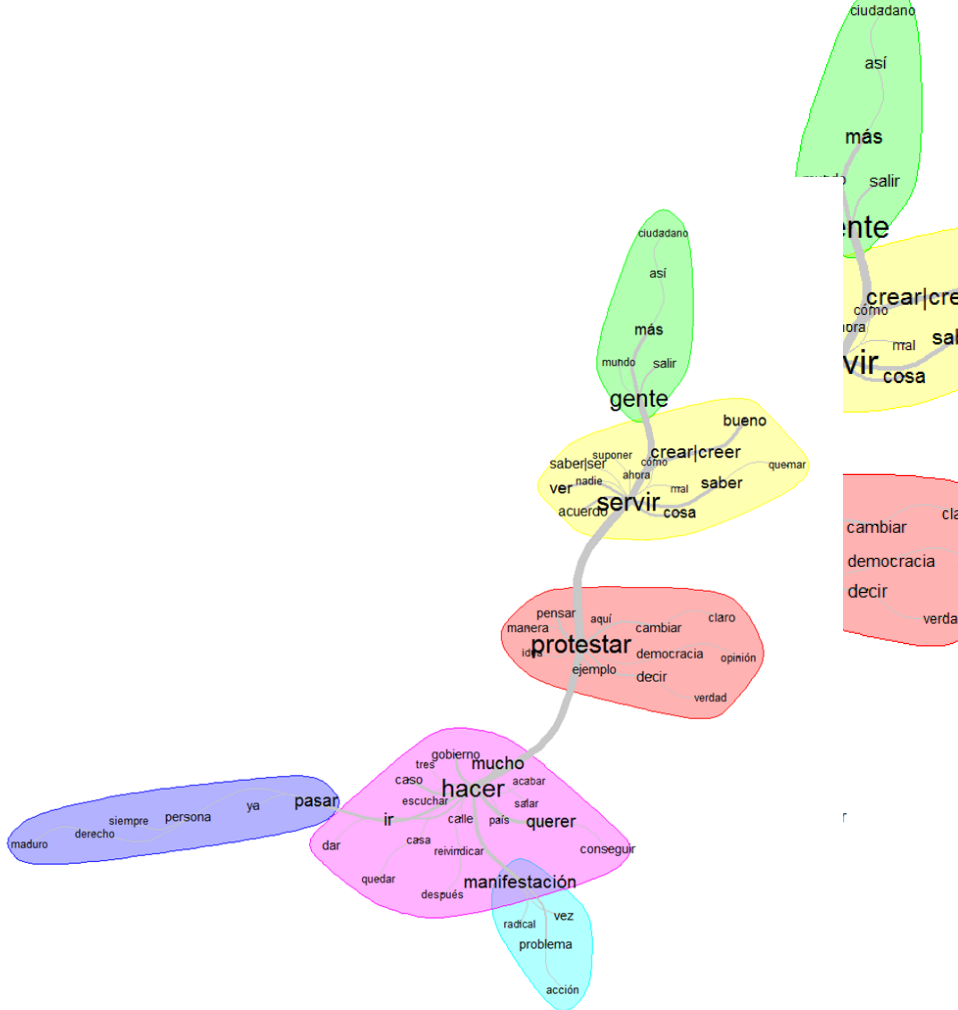 ciudadano
así
más
salir
ciudadano
así
más
mundo
salir
gente
bueno
crear|creer
cómo
suponer
saber|ser
ahora
nadie
ver
mal
saber
quemar
servir
acuerdo
cosa
crear|cre
cómo
mal
cosa
pensar
aquí
claro
manera
cambiar
protestar
idea
democracia
opinión
ejemplo
decir
verdad
cambiar
democracia
decir
gobierno
tres
mucho
caso
acabar
hacer
escuchar
salar
ir
calle
país
querer
dar
casa
reivindicar
conseguir
quedar
después
manifestación
pasar
ya
persona
siempre
derecho
maduro
vez
radical
problema
acción